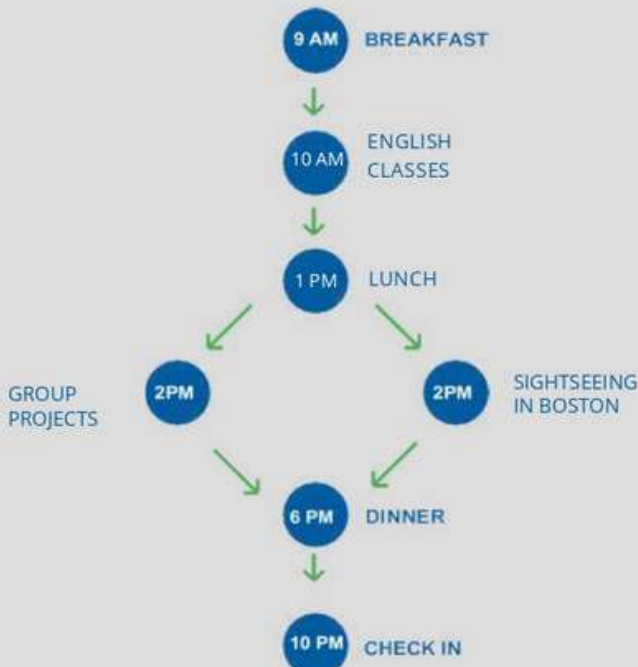 9 AM BREAKFAST
10 AM ENGLISH
CLASSES
1 PM LUNCH
GROUP
PROJECTS
2PM
2PM
SIGHTSEEING
IN BOSTON
6 PM DINNER
10 PM CHECK IN